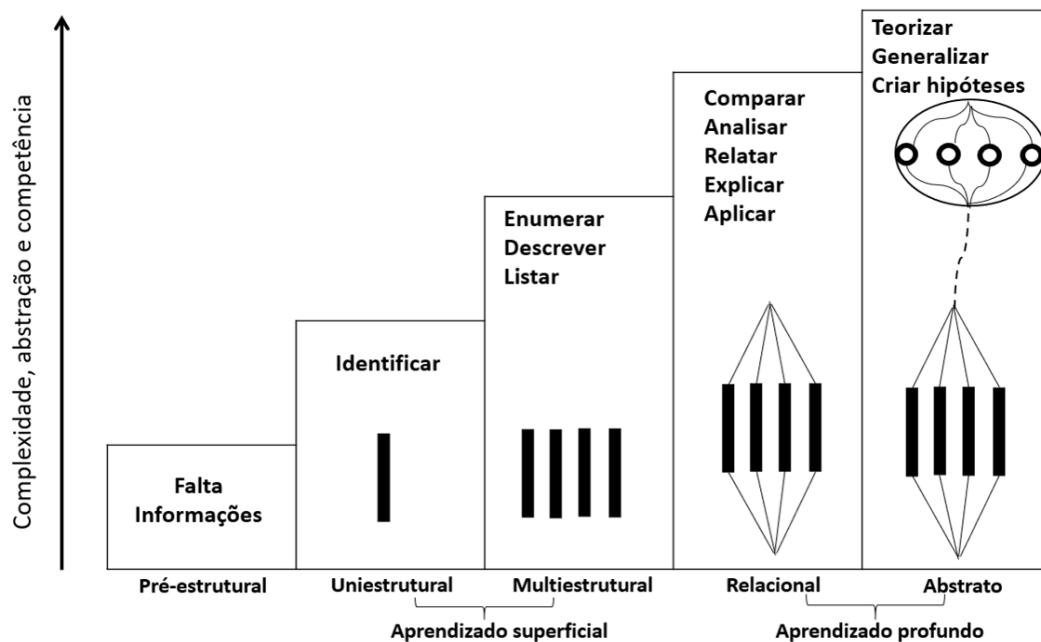 Complexidade, abstração e competência
Falta
Informações
Identificar
Enumerar
Descrever
Listar
Comparar
Analisar
Relatar
Explicar
Aplicar
Teorizar
Generalizar
Criar hipóteses
Pré-estrutural
Uniestrutural
Multiestrutural
Relacional
Abstrato
Aprendizado superficial
Aprendizado profundo